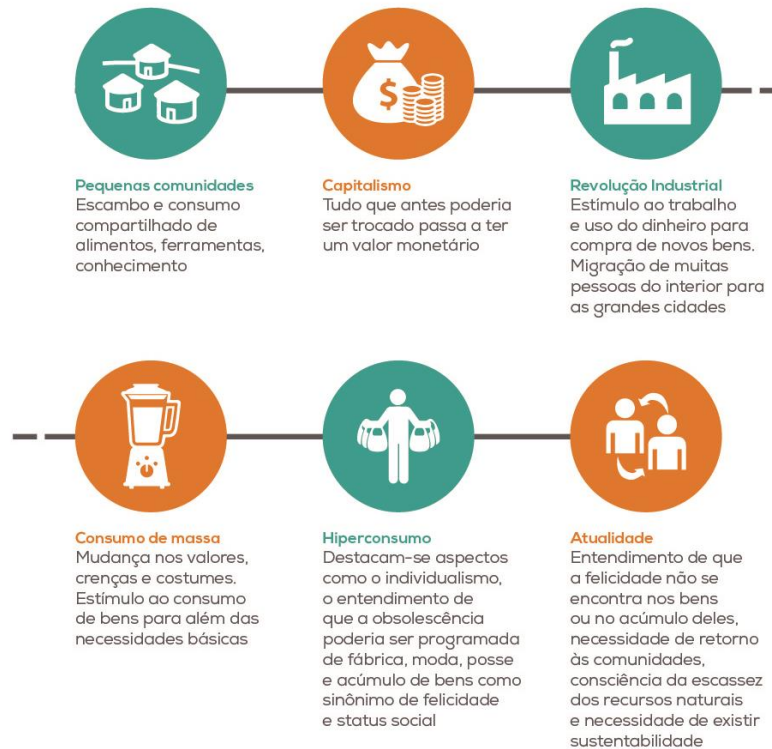 $
Pequenas comunidades
Escambo e consumo
compartilhado de
alimentos, ferramentas,
conhecimento
Capitalismo
Tudo que antes poderia
ser trocado passa a ter
um valor monetário
Revolução Industrial
Estímulo ao trabalho
e uso do dinheiro para
compra de novos bens.
Migração de muitas
pessoas do interior para
as grandes cidades
Consumo de massa
Mudança nos valores,
crenças e costumes.
Estímulo ao consumo
de bens para além das
necessidades básicas
Hiperconsumo
Destacam-se aspectos
como o individualismo,
o entendimento de
que a obsolescência
poderia ser programada
de fábrica, moda, posse
e acúmulo de bens como
sinônimo de felicidade
e status social
Atualidade
Entendimento de que
a felicidade não se
encontra nos bens
ou no acúmulo deles,
necessidade de retorno
às comunidades,
consciência da escassez
dos recursos naturais
e necessidade de existir
sustentabilidade